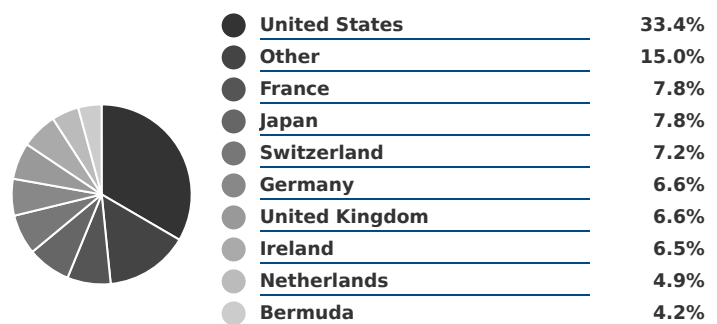 United States 33.4%
Other 15.0%
France 7.8%
Japan 7.8%
Switzerland 7.2%
Germany 6.6%
United Kingdom 6.6%
Ireland 6.5%
Netherlands 4.9%
Bermuda 4.2%